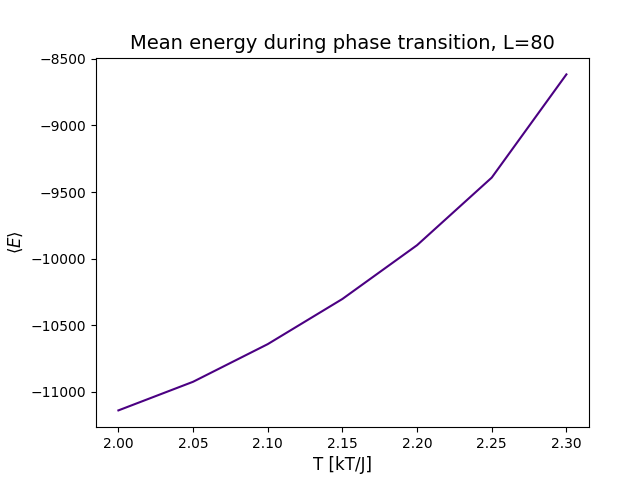 Mean energy during phase transition, L=80
−8500
−9000
−9500
−10000
−10500
−11000
⟨E⟩
2.00 2.05 2.10 2.15 2.20 2.25 2.30
T [kT/J]